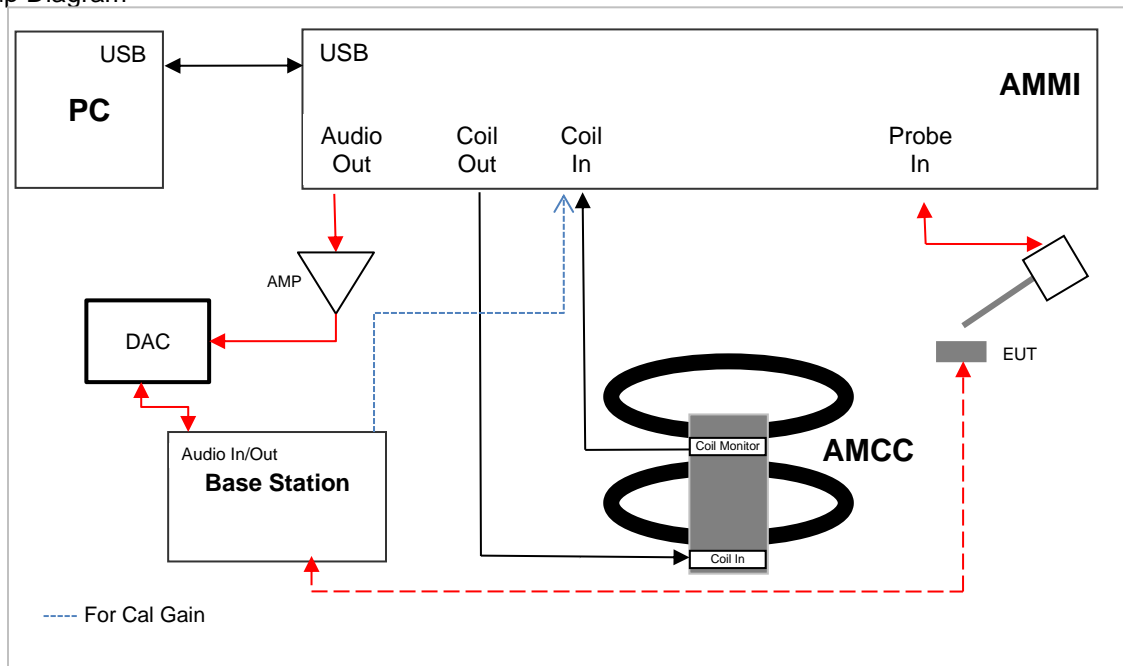 Diagram
USB
PC
USB
AMMI
Audio
Out
Coil
Out
Coil
In
Probe
In
AMP
DAC
EUT
Audio In/Out
Base Station
Coil Monitor
AMCC
Coil In
For Cal Gain